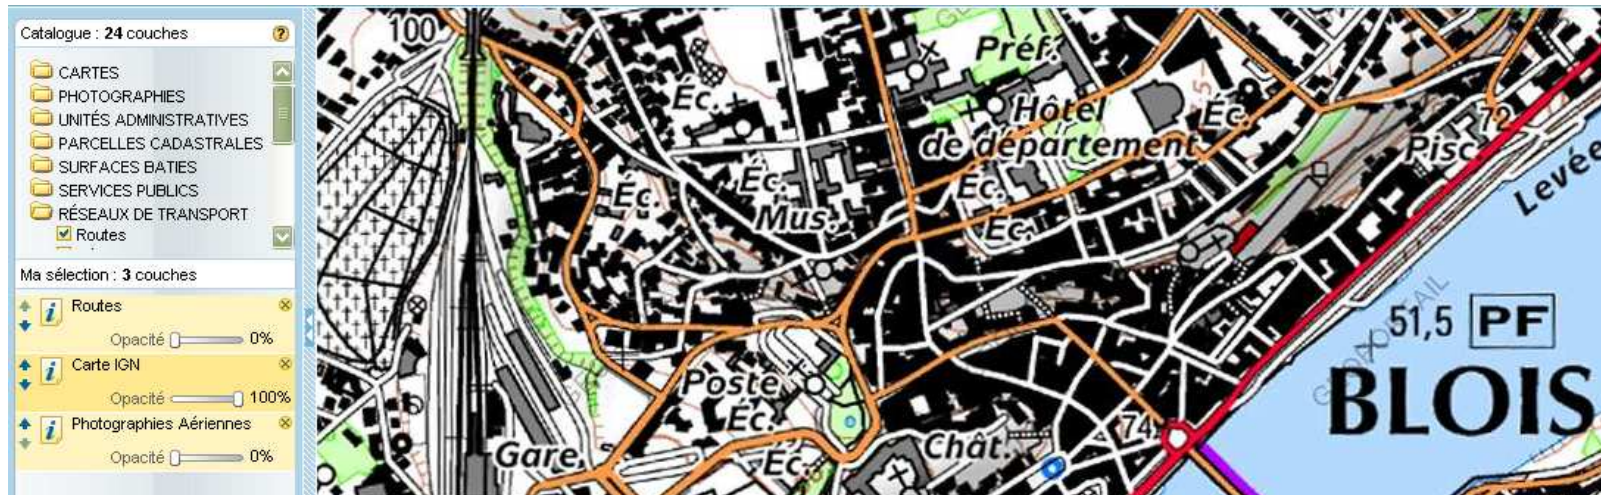 Catalogue : 24 couches
?
CARTES
PHOTOGRAPHIES
UNITÉS ADMINISTRATIVES
PARCELLES CADASTRALES
SURFACES BATIES
SERVICES PUBLICS
RÉSEAUX DE TRANSPORT
Routes
Ma sélection : 3 couches
i
Routes
Opacité
0%
i
Carte IGN
Opacité
100%
i
Photographies Aériennes
Opacité
0%
100
Préf.
Éc.
Hôtel
de département
Éc.
72
Pisc.
Éc.
Éc.
Éc.
Mus.
Éc.
Levée
51,5 PF
BLOIS
Poste
Éc.
74
Gare
Éc.
Chât.